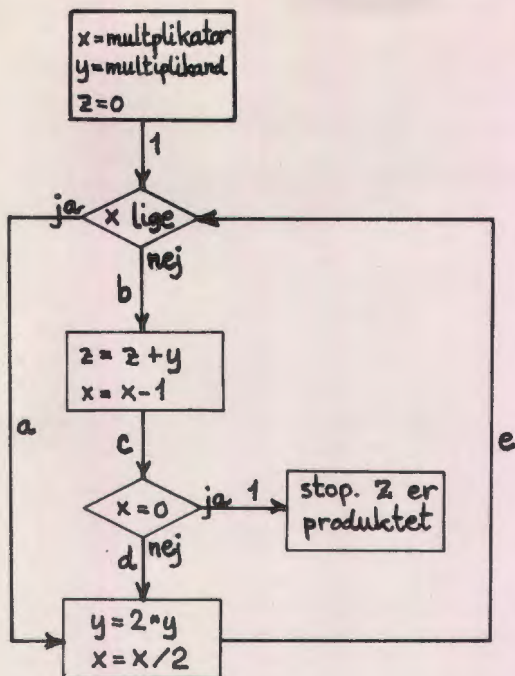 x=multplikator
y=multiplikand
z=0
1
ja
x lige
nej
b
z = z + y
x = x-1
a
c
e
x=0
ja 1
stop. z er
produktet
d nej
y=2*y
x=x/2